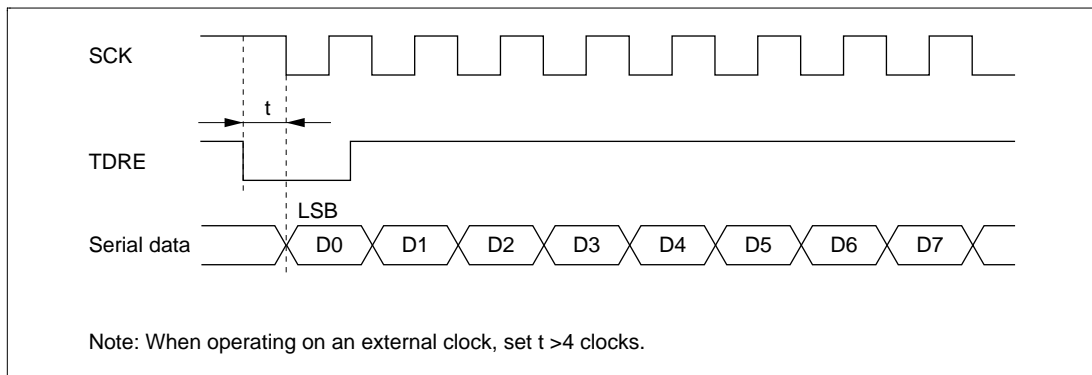 SCK
t
TDRE
LSB
Serial data D0 D1 D2 D3 D4 D5 D6 D7
Note: When operating on an external clock, set t >4 clocks.